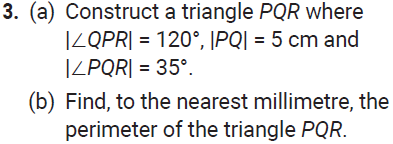 3. (a) Construct a triangle PQR where
|∠QPR| = 120°, |PQ| = 5 cm and
|∠PQR| = 35°.
(b) Find, to the nearest millimetre, the
perimeter of the triangle PQR.